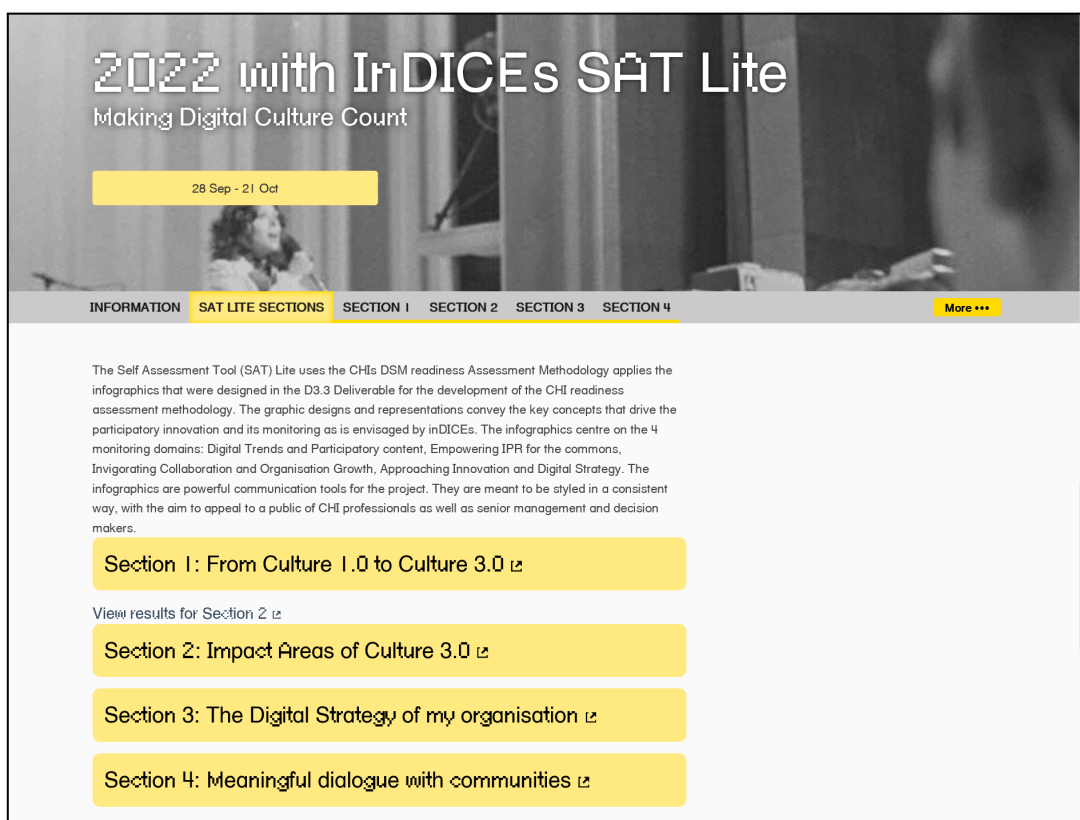 2022 with InDICEs SAT Lite
Making Digital Culture Count
28 Sep - 21 Oct
INFORMATION SAT LITE SECTIONS SECTION 1 SECTION 2 SECTION 3 SECTION 4 More •••
The Self Assessment Tool (SAT) Lite uses the CHIs DSM readiness Assessment Methodology applies the
infographics that were designed in the D3.3 Deliverable for the development of the CHI readiness
assessment methodology. The graphic designs and representations convey the key concepts that drive the
participatory innovation and its monitoring as is envisaged by inDICEs. The infographics centre on the 4
monitoring domains: Digital Trends and Participatory content, Empowering IPR for the commons,
Invigorating Collaboration and Organisation Growth, Approaching Innovation and Digital Strategy. The
infographics are powerful communication tools for the project. They are meant to be styled in a consistent
way, with the aim to appeal to a public of CHI professionals as well as senior management and decision
makers.
Section 1: From Culture 1.0 to Culture 3.0
View results for Section 2
Section 2: Impact Areas of Culture 3.0
Section 3: The Digital Strategy of my organisation
Section 4: Meaningful dialogue with communities